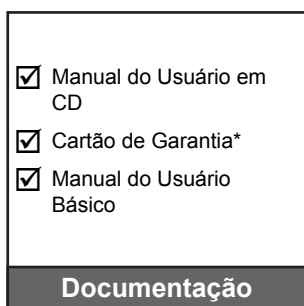 Manual do Usuário em
CD
Cartão de Garantia*
Manual do Usuário
Básico
Documentação